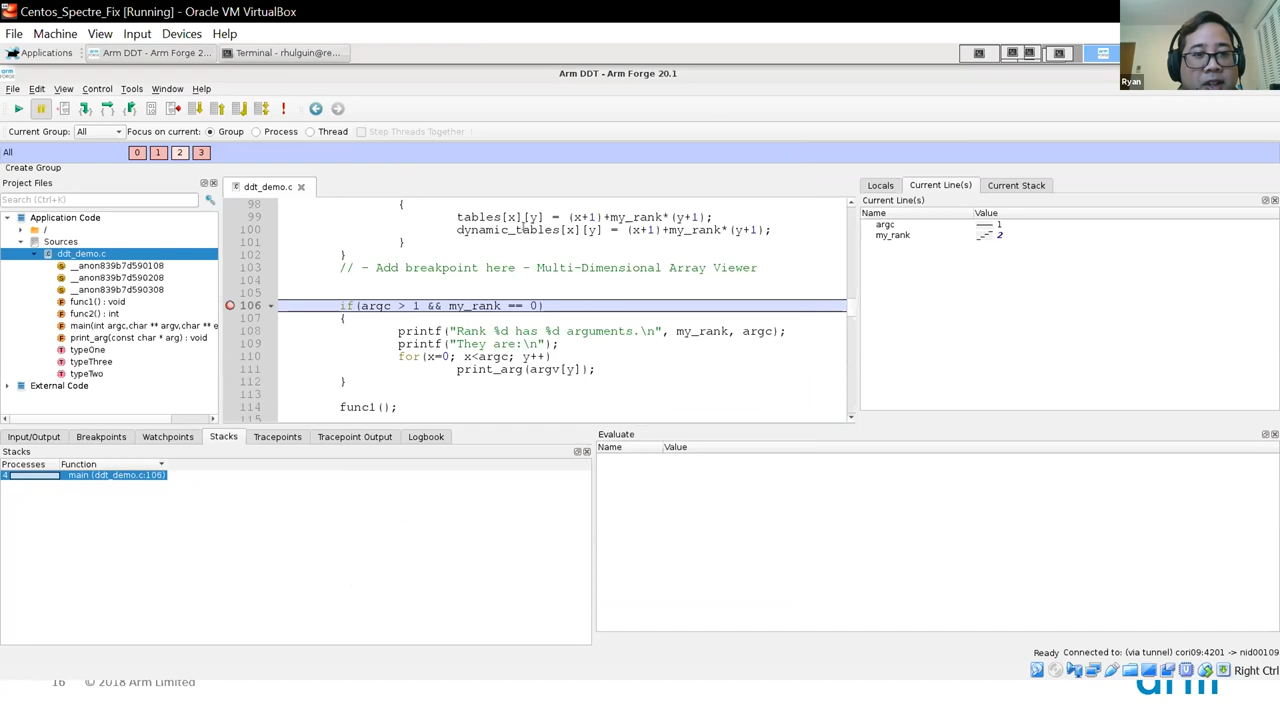 Centos_Spectre_Fix [Running] - Oracle VM VirtualBox
File Machine View Input Devices Help
Applications Arm DDT - Arm Forge 20.1 ... Terminal - rhulguin@re...
Arm DDT - Arm Forge 20.1
Ryan
File Edit View Control Tools Window Help
Current Group: All Focus on current: Group Process Thread Step Threads Together
All 0 1 2 3
Create Group
Project Files
Search (Ctrl+K)
Application Code
/
Sources
ddt_demo.c
__anon839b7d590108
__anon839b7d590208
__anon839b7d590308
func1() : void
func2() : int
main(int argc,char ** argv,char ** e
print_arg(const char * arg) : void
typeOne
typeThree
typeTwo
External Code
ddt_demo.c
98 {
99 tables[x][y] = (x+1)+my_rank*(y+1);
100 dynamic_tables[x][y] = (x+1)+my_rank*(y+1);
101 }
102 }
103 // - Add breakpoint here - Multi-Dimensional Array Viewer
104
105
106 if(argc > 1 && my_rank == 0)
107 {
108 printf("Rank %d has %d arguments.\n", my_rank, argc);
109 printf("They are:\n");
110 for(x=0; x<argc; y++)
111 print_arg(argv[y]);
112 }
113
114 func1();
115
Locals Current Line(s) Current Stack
Current Line(s)
Name Value
argc 1
my_rank 2
Input/Output Breakpoints Watchpoints Stacks Tracepoints Tracepoint Output Logbook
Stacks
Processes Function
4 main (ddt_demo.c:106)
Evaluate
Name Value
Ready Connected to: (via tunnel) cori09:4201 -> nid00109
Right Ctrl
16 © 2018 Arm Limited
arm